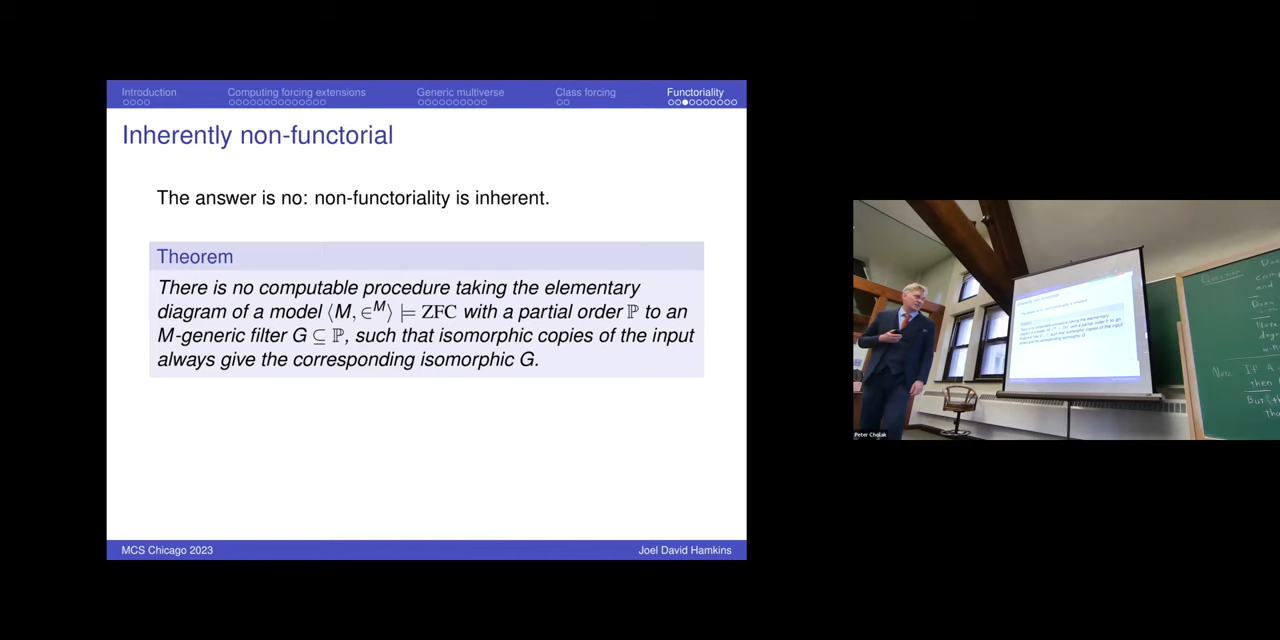 Introduction Computing forcing extensions Generic multiverse Class forcing Functoriality
Inherently non-functorial
The answer is no: non-functoriality is inherent.
Theorem
There is no computable procedure taking the elementary
diagram of a model ⟨M, ∈ᴹ⟩ ⊨ ZFC with a partial order ℙ to an
M-generic filter G ⊆ ℙ, such that isomorphic copies of the input
always give the corresponding isomorphic G.
MCS Chicago 2023 Joel David Hamkins
Peter Cholak